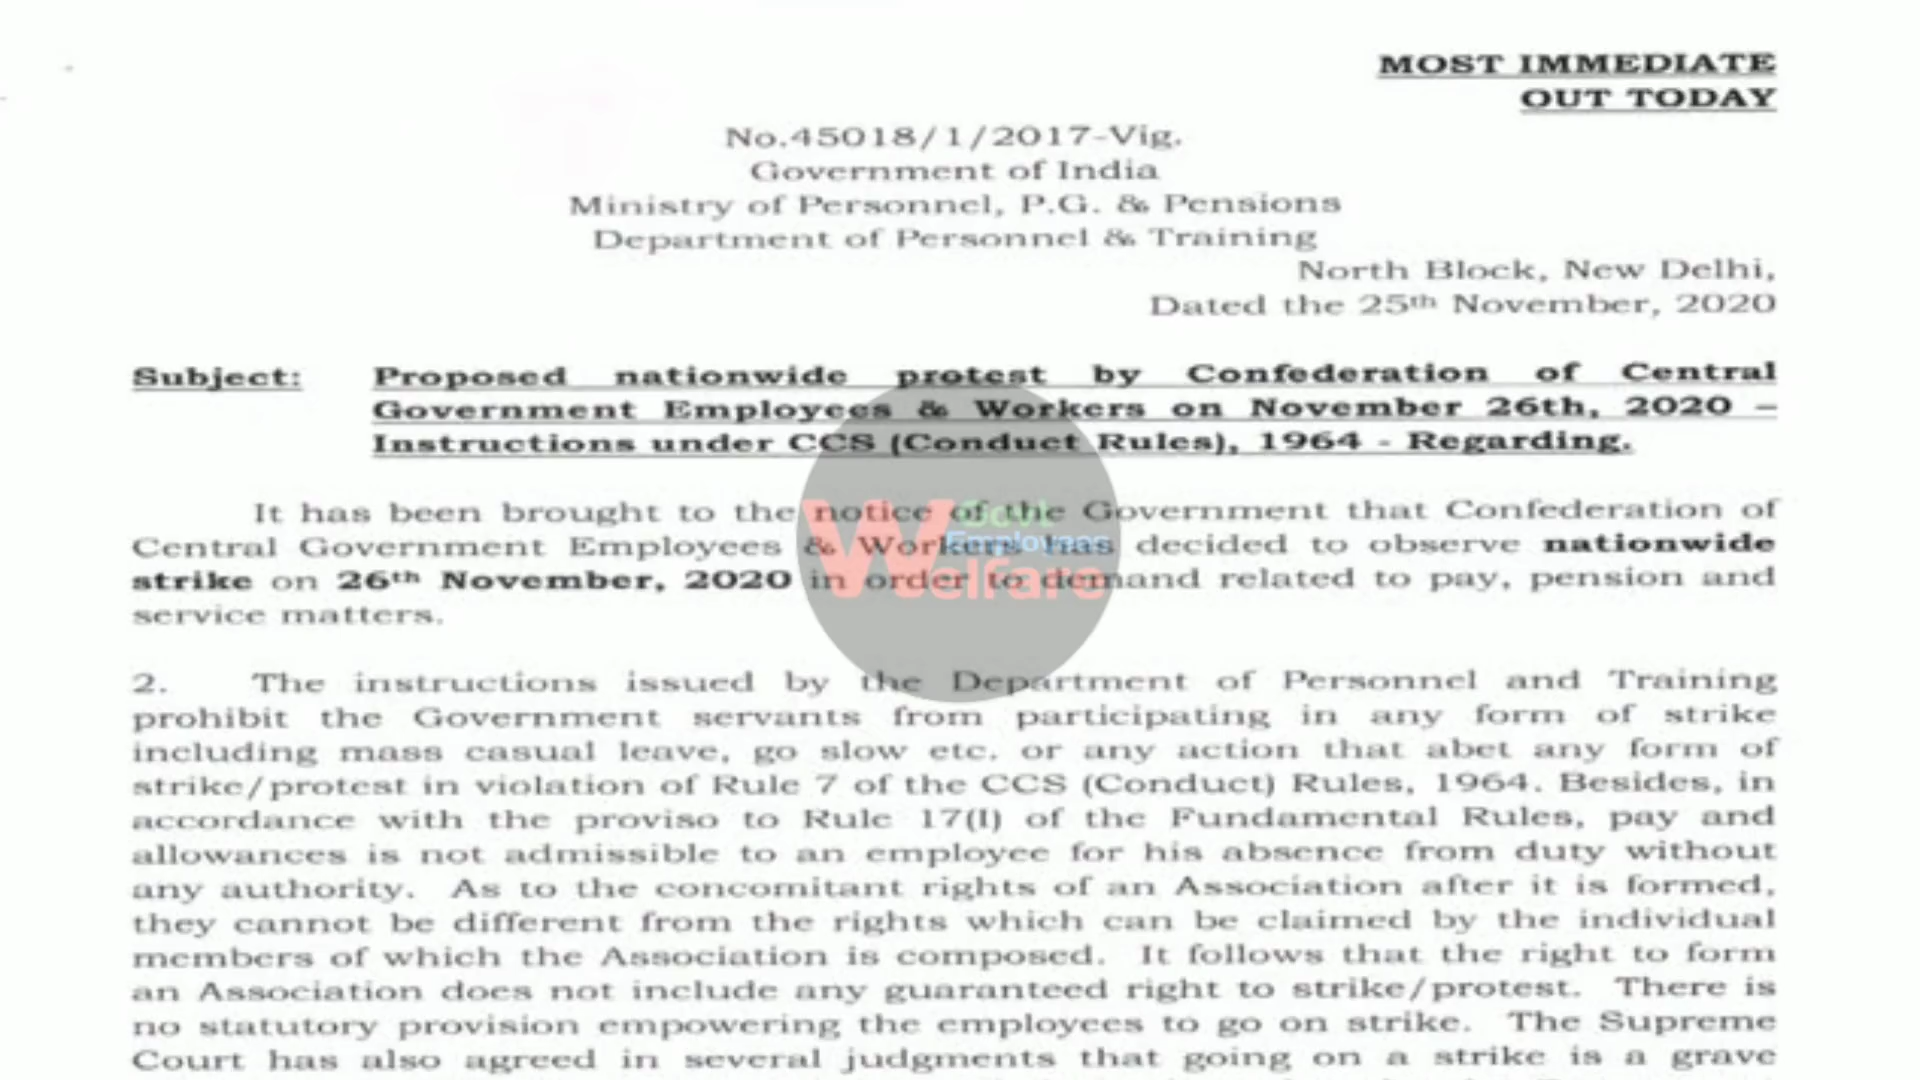 MOST IMMEDIATE
OUT TODAY
No.45018/1/2017-Vig.
Government of India
Ministry of Personnel, P.G. & Pensions
Department of Personnel & Training
North Block, New Delhi,
Dated the 25th November, 2020
Subject: Proposed nationwide protest by Confederation of Central
Government Employees & Workers on November 26th, 2020 –
Instructions under CCS (Conduct Rules), 1964 - Regarding.
It has been brought to the notice of the Government that Confederation of
Central Government Employees & Workers has decided to observe nationwide
strike on 26th November, 2020 in order to demand related to pay, pension and
service matters.
Govt
Employees
Welfare
2. The instructions issued by the Department of Personnel and Training
prohibit the Government servants from participating in any form of strike
including mass casual leave, go slow etc. or any action that abet any form of
strike/protest in violation of Rule 7 of the CCS (Conduct) Rules, 1964. Besides, in
accordance with the proviso to Rule 17(I) of the Fundamental Rules, pay and
allowances is not admissible to an employee for his absence from duty without
any authority. As to the concomitant rights of an Association after it is formed,
they cannot be different from the rights which can be claimed by the individual
members of which the Association is composed. It follows that the right to form
an Association does not include any guaranteed right to strike/protest. There is
no statutory provision empowering the employees to go on strike. The Supreme
Court has also agreed in several judgments that going on a strike is a grave